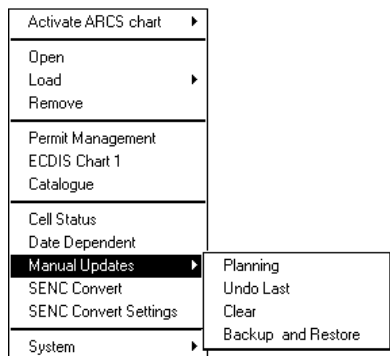 Activate ARCS chart
Open
Load
Remove
Permit Management
ECDIS Chart 1
Catalogue
Cell Status
Date Dependent
Manual Updates
SENC Convert
SENC Convert Settings
System
Planning
Undo Last
Clear
Backup and Restore